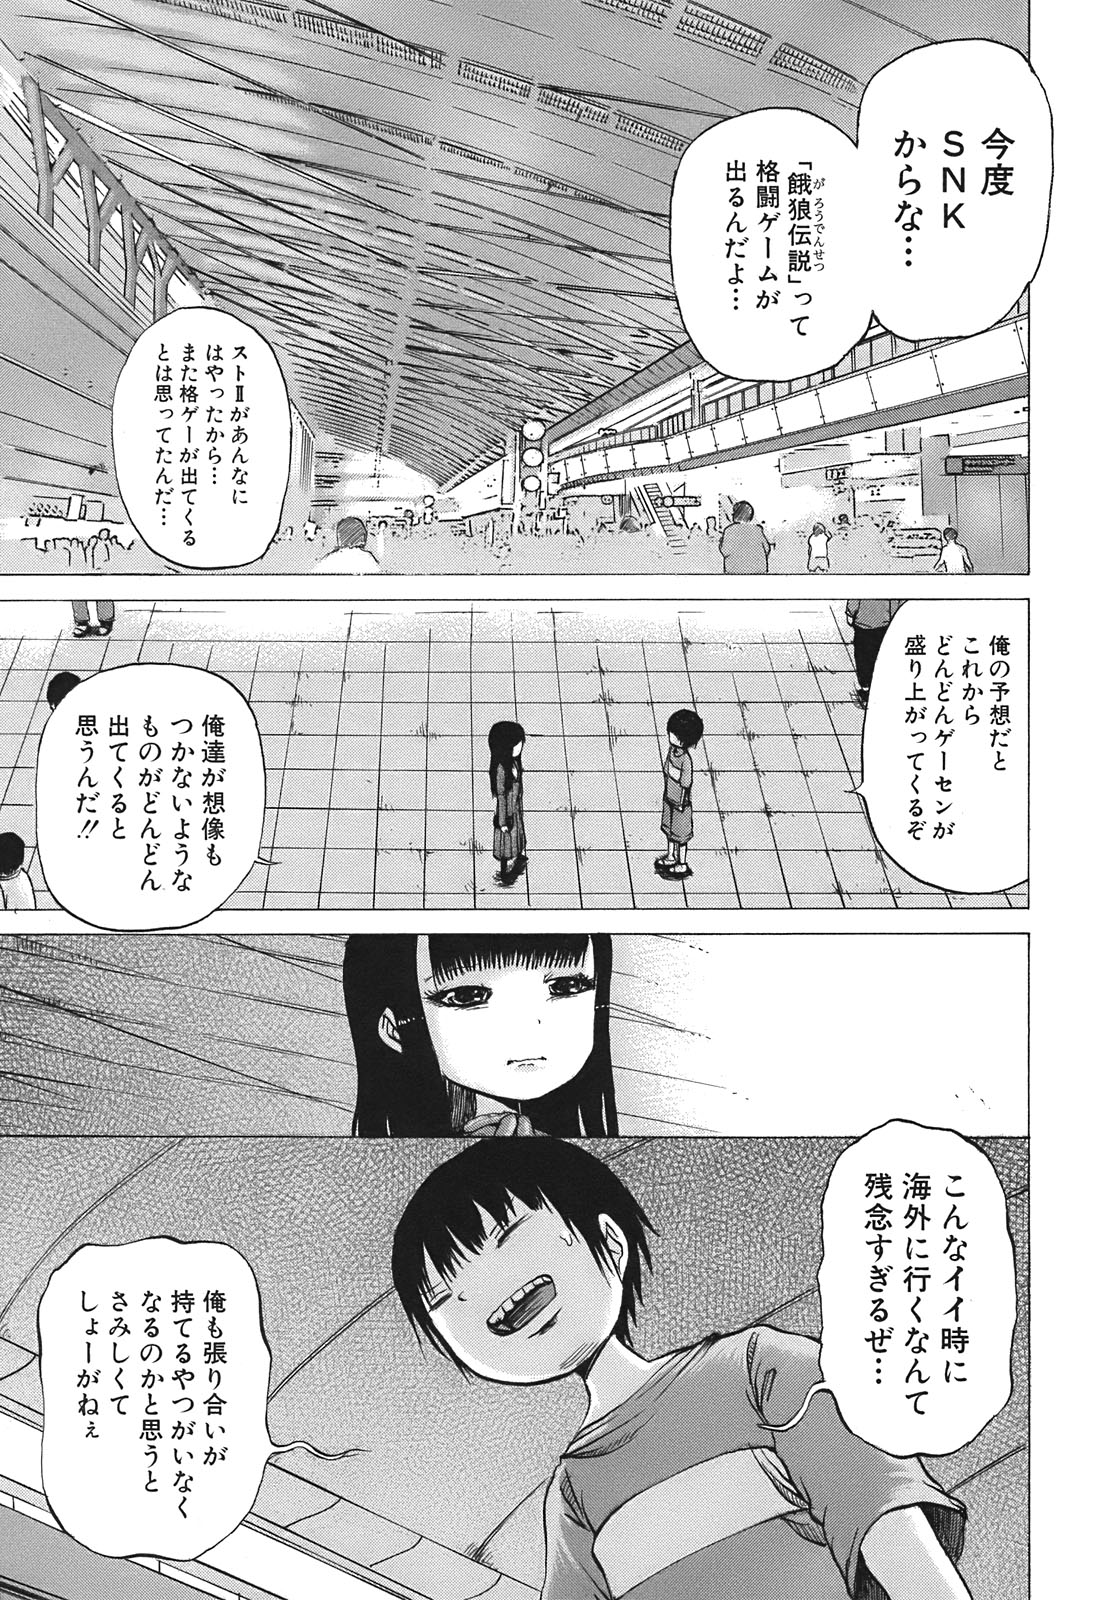 今度
SNK
からな…
「餓狼伝説」って
がろうでんせつ
格闘ゲームが
出るんだよ…
ストⅡがあんなに
はやったから…
また格ゲーが出てくる
とは思ってたんだ…
俺の予想だと
これから
どんどんゲーセンが
盛り上がってくるぞ
俺達が想像も
つかないような
ものがどんどん
出てくると
思うんだ!!
こんなイイ時に
海外に行くなんて
残念すぎるぜ…
俺も張り合いが
持てるやつがいなく
なるのかと思うと
さみしくて
しょーがねぇ